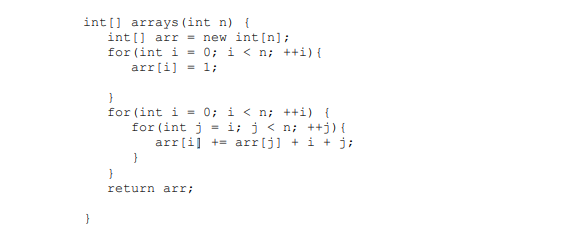 int[] arrays(int n) {
int[] arr = new int[n];
for(int i = 0; i < n; ++i){
arr[i] = 1;
}
for(int i = 0; i < n; ++i) {
for(int j = i; j < n; ++j){
arr[i] += arr[j] + i + j;
}
}
return arr;
}